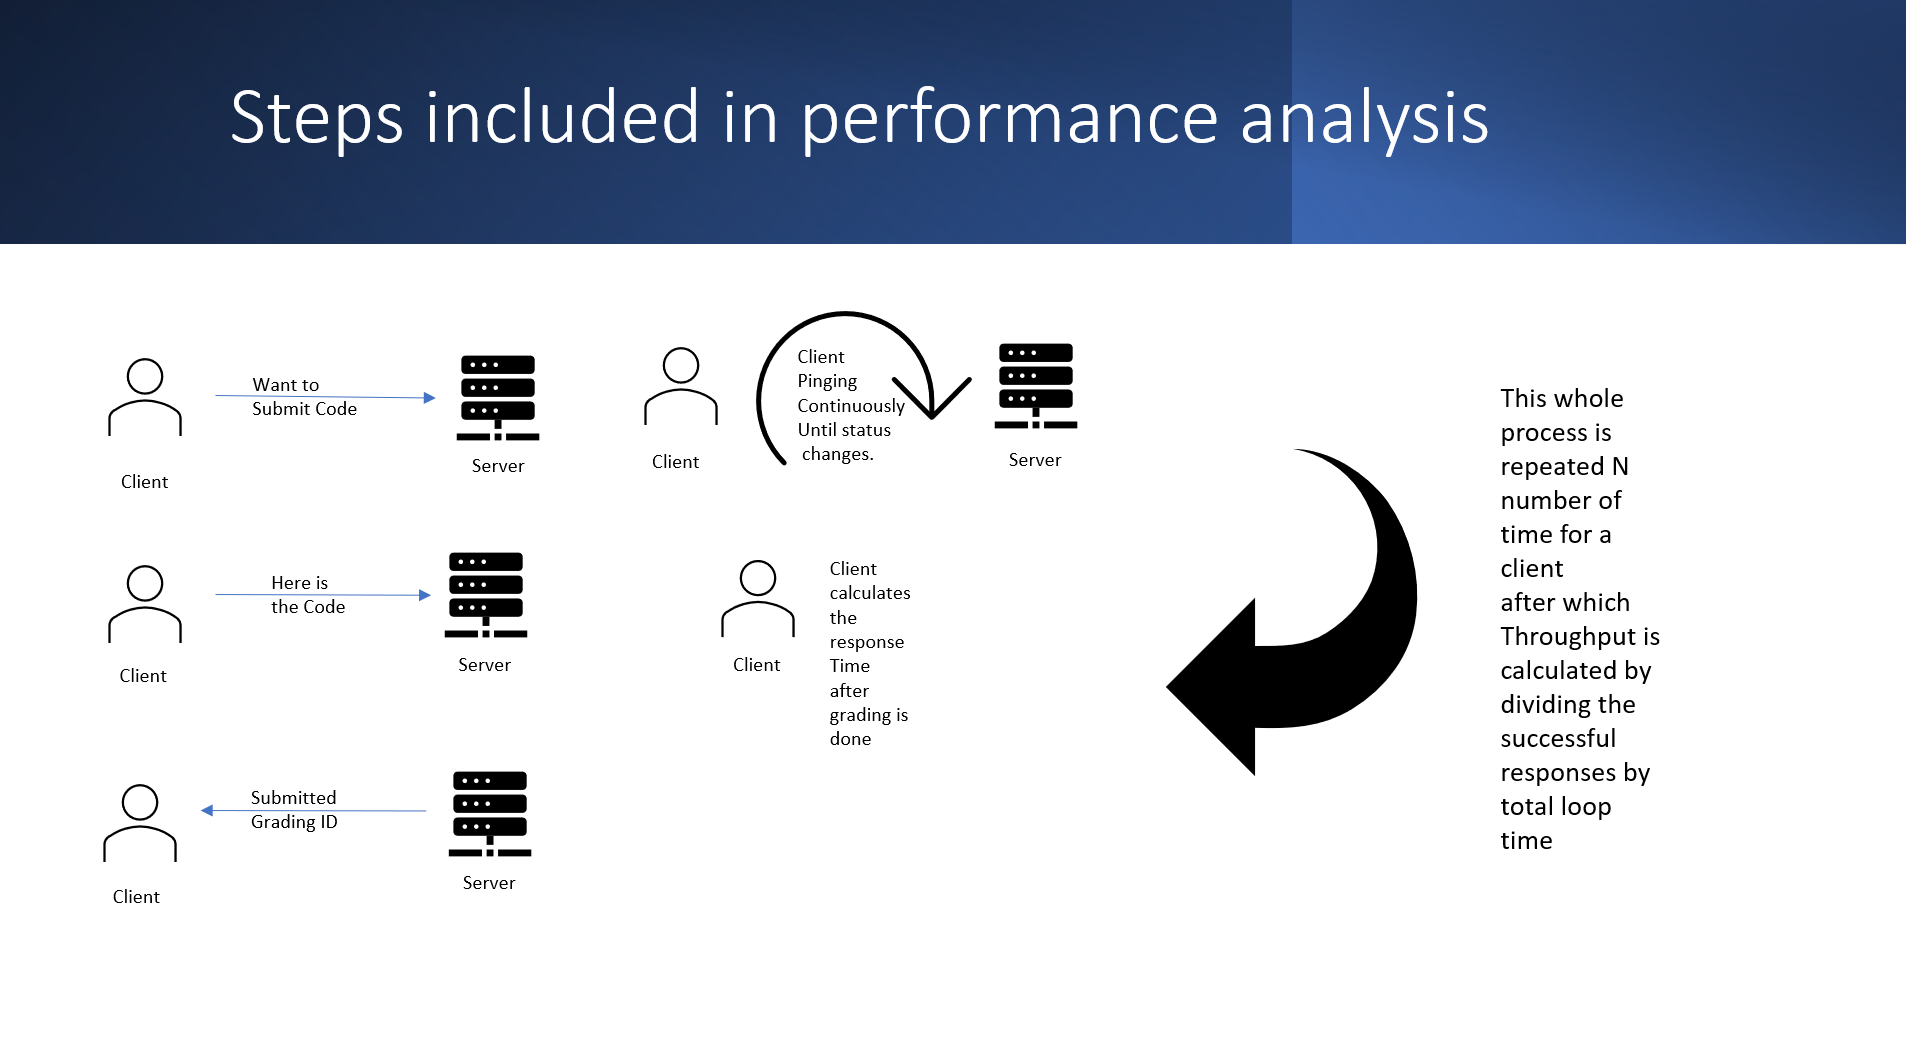 Steps included in performance analysis
Want to
Submit Code
Client
Server
Here is
the Code
Client
Server
Submitted
Grading ID
Client
Server
Client
Pinging
Continuously
Until status
changes.
Client
Server
Client
calculates
the
response
Time
after
grading is
done
Client
This whole
process is
repeated N
number of
time for a
client
after which
Throughput is
calculated by
dividing the
successful
responses by
total loop
time